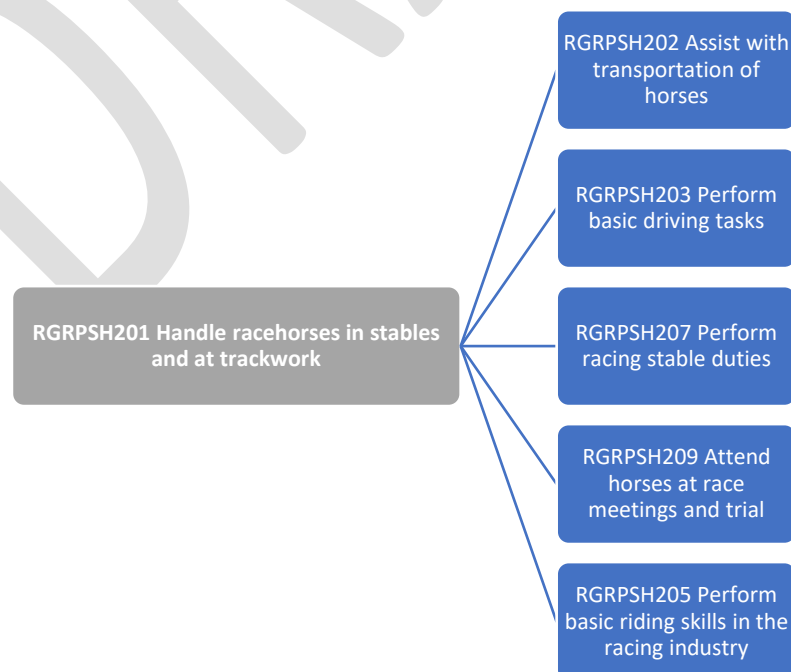 RGRPSH202 Assist with
transportation of
horses
RGRPSH203 Perform
basic driving tasks
RGRPSH201 Handle racehorses in stables
and at trackwork
RGRPSH207 Perform
racing stable duties
RGRPSH209 Attend
horses at race
meetings and trial
RGRPSH205 Perform
basic riding skills in the
racing industry